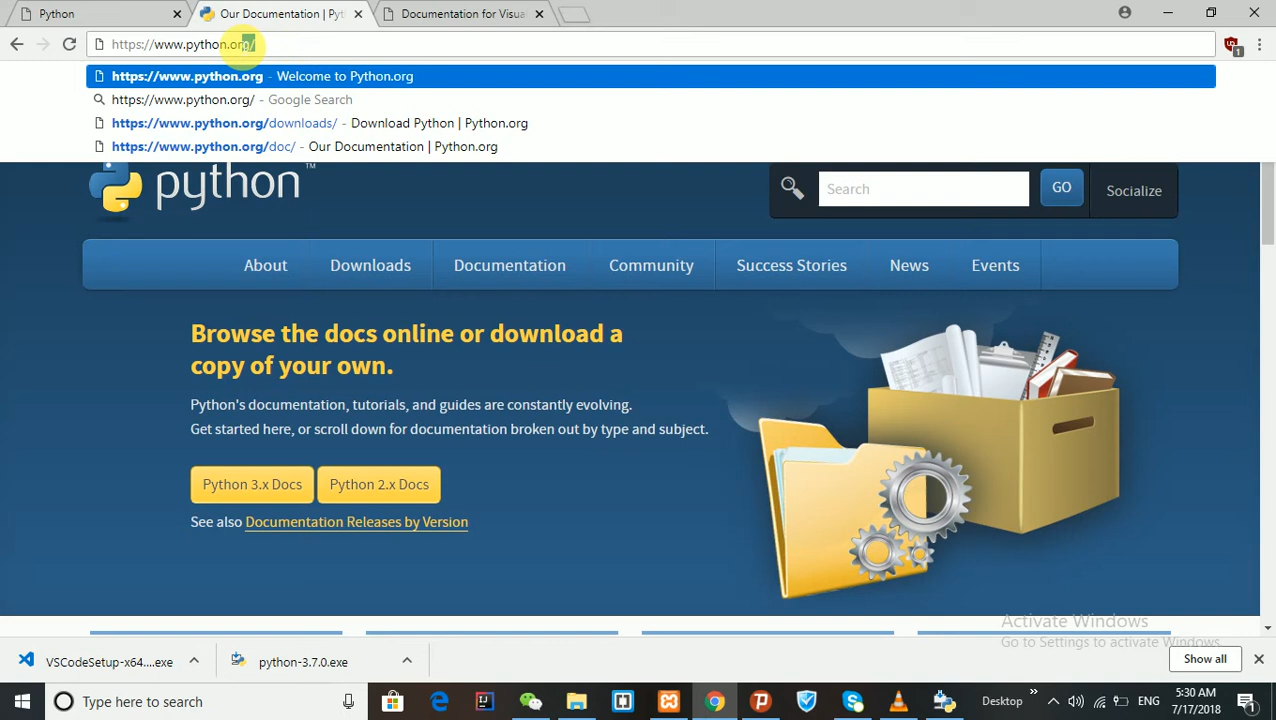 Python
Our Documentation | Pyt
Documentation for Visua
https://www.python.org/
https://www.python.org - Welcome to Python.org
https://www.python.org/ - Google Search
https://www.python.org/downloads/ - Download Python | Python.org
https://www.python.org/doc/ - Our Documentation | Python.org
1
python™
Search
GO
Socialize
About
Downloads
Documentation
Community
Success Stories
News
Events
Browse the docs online or download a
copy of your own.
Python's documentation, tutorials, and guides are constantly evolving.
Get started here, or scroll down for documentation broken out by type and subject.
Python 3.x Docs
Python 2.x Docs
See also Documentation Releases by Version
Activate Windows
Go to Settings to activate Windows.
VSCodeSetup-x64....exe
python-3.7.0.exe
Show all
Type here to search
Desktop
ENG
5:30 AM
7/17/2018
1